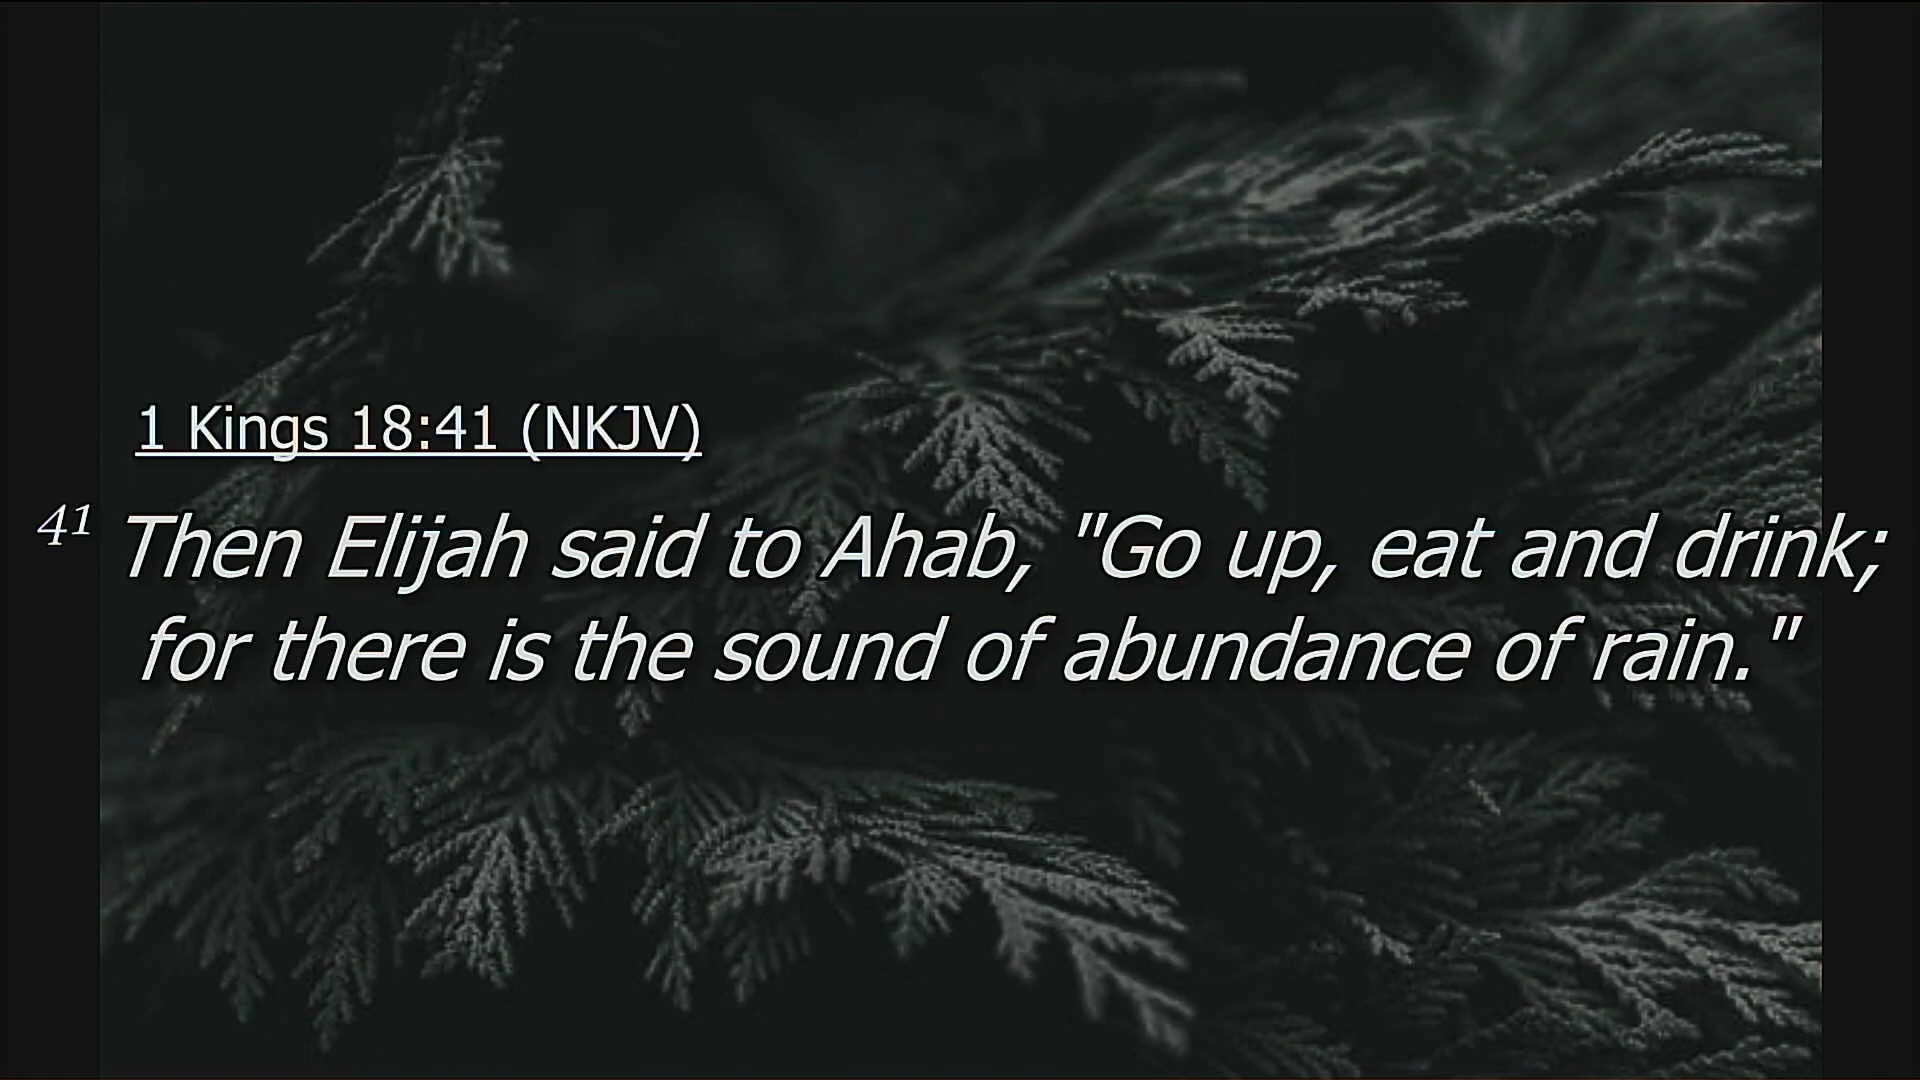 1 Kings 18:41 (NKJV)
41 Then Elijah said to Ahab, "Go up, eat and drink;
for there is the sound of abundance of rain."